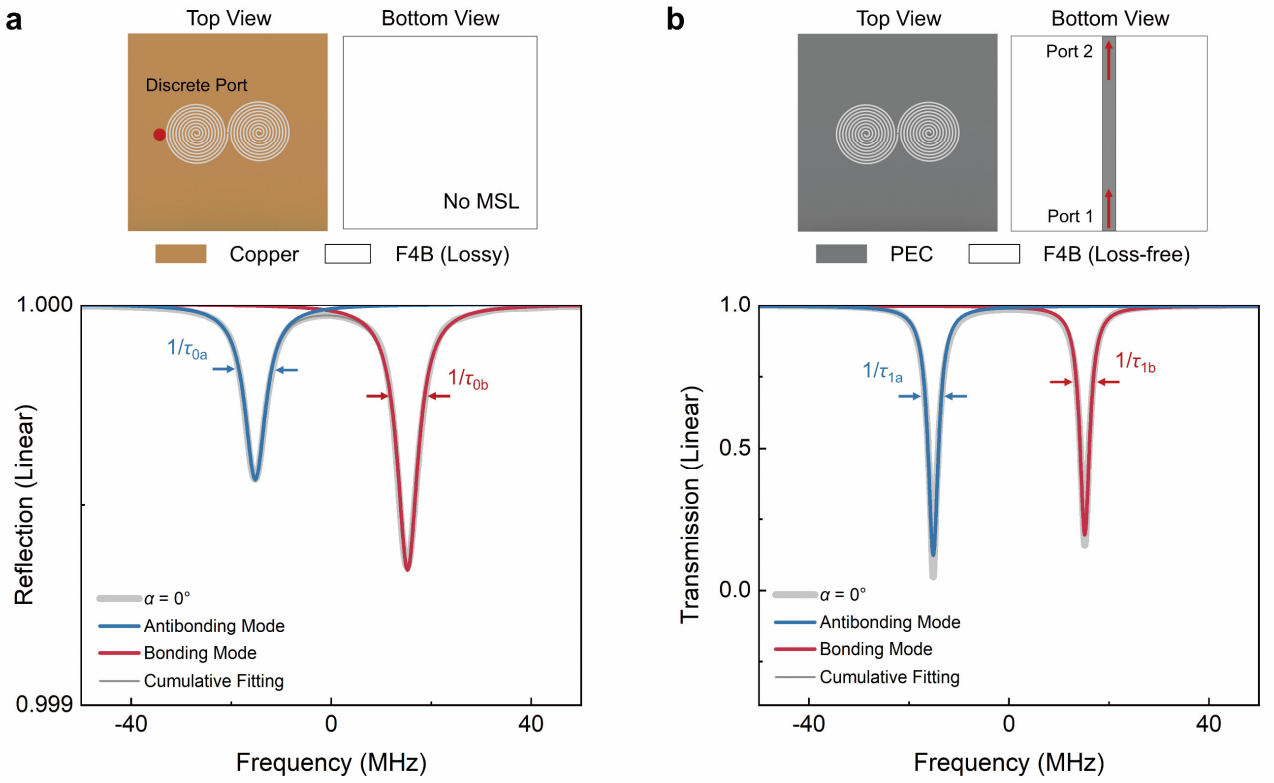 a
Top View
Bottom View
Discrete Port
No MSL
Copper
F4B (Lossy)
1.000
0.999
1/τ0a
1/τ0b
Reflection (Linear)
α = 0°
Antibonding Mode
Bonding Mode
Cumulative Fitting
-40
0
40
Frequency (MHz)
b
Top View
Bottom View
Port 2
Port 1
PEC
F4B (Loss-free)
1.0
0.5
0.0
1/τ1a
1/τ1b
Transmission (Linear)
α = 0°
Antibonding Mode
Bonding Mode
Cumulative Fitting
-40
0
40
Frequency (MHz)